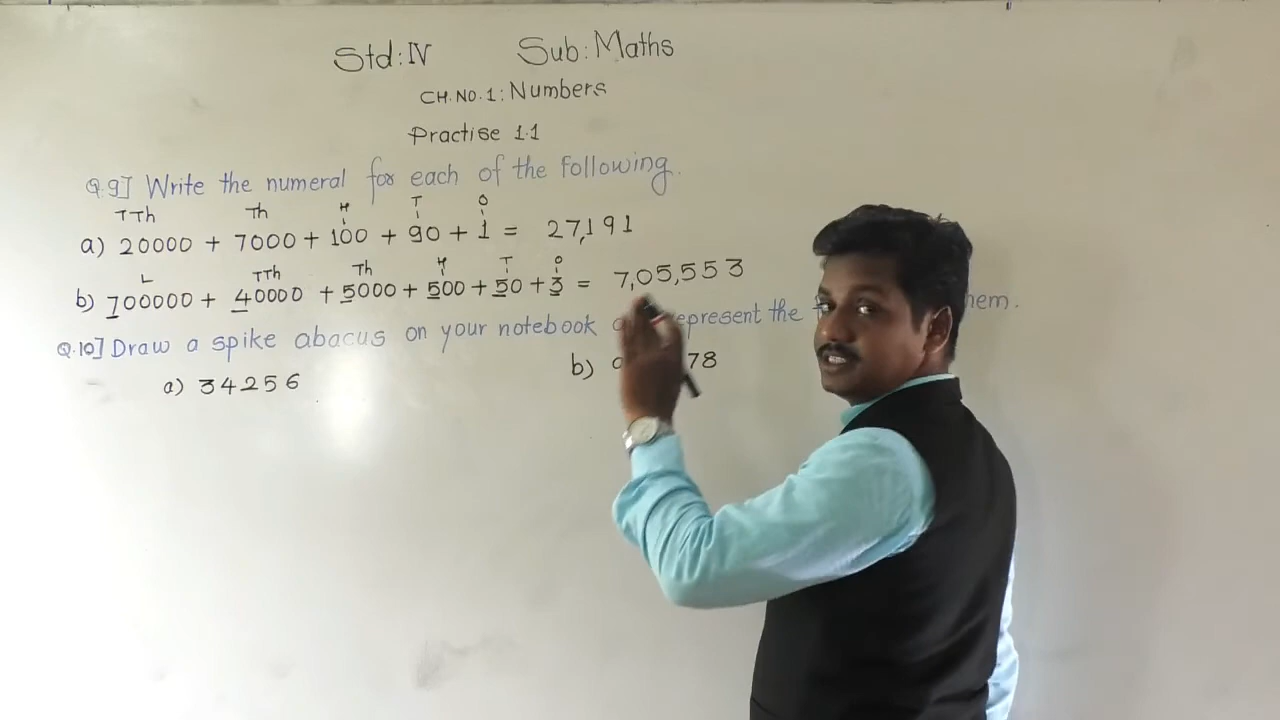 Std: IV Sub: Maths
CH. NO. 1: Numbers
Practise 1.1
Q.9] Write the numeral for each of the following.
TTh Th H T O
a) 20000 + 7000 + 100 + 90 + 1 = 27,191
L TTh Th H T O
b) 700000 + 40000 + 5000 + 500 + 50 + 3 = 7,05,553
Q.10] Draw a spike abacus on your notebook represent the
a) 34256 b) 78